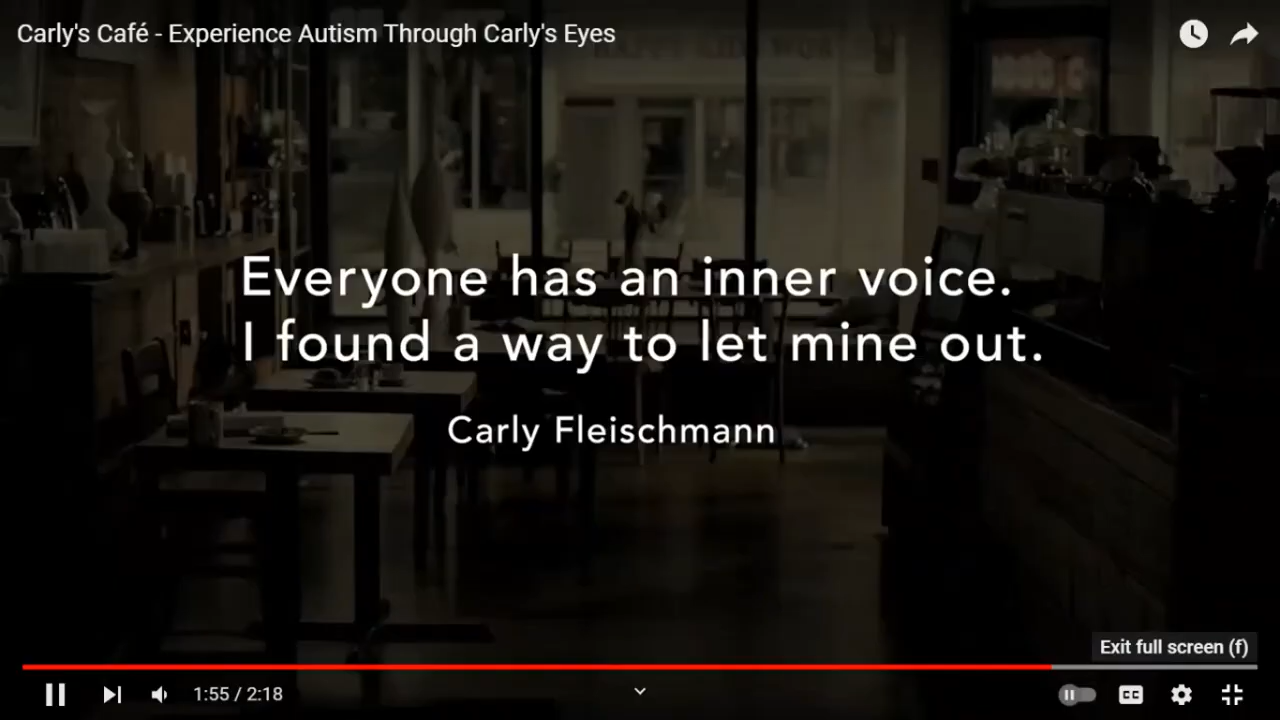 Carly's Café - Experience Autism Through Carly's Eyes
Everyone has an inner voice.
I found a way to let mine out.
Carly Fleischmann
Exit full screen (f)
1:55 / 2:18
CC